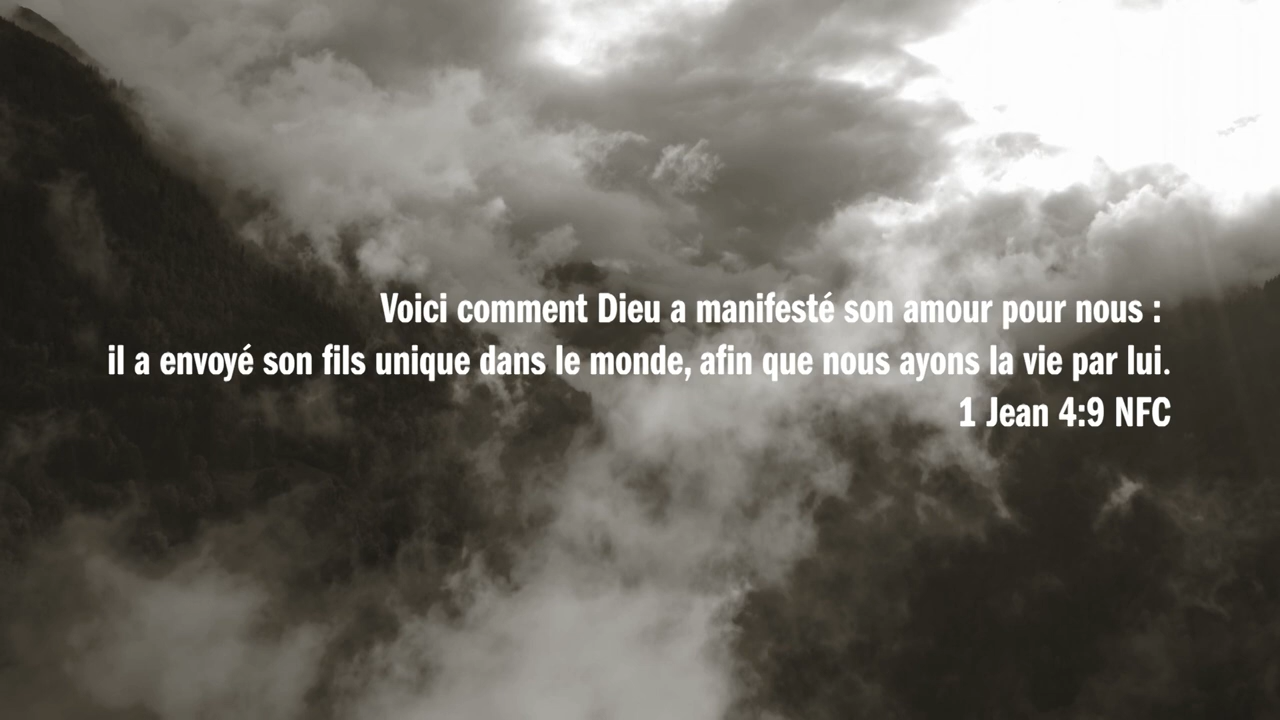 Voici comment Dieu a manifesté son amour pour nous :
il a envoyé son fils unique dans le monde, afin que nous ayons la vie par lui.
1 Jean 4:9 NFC